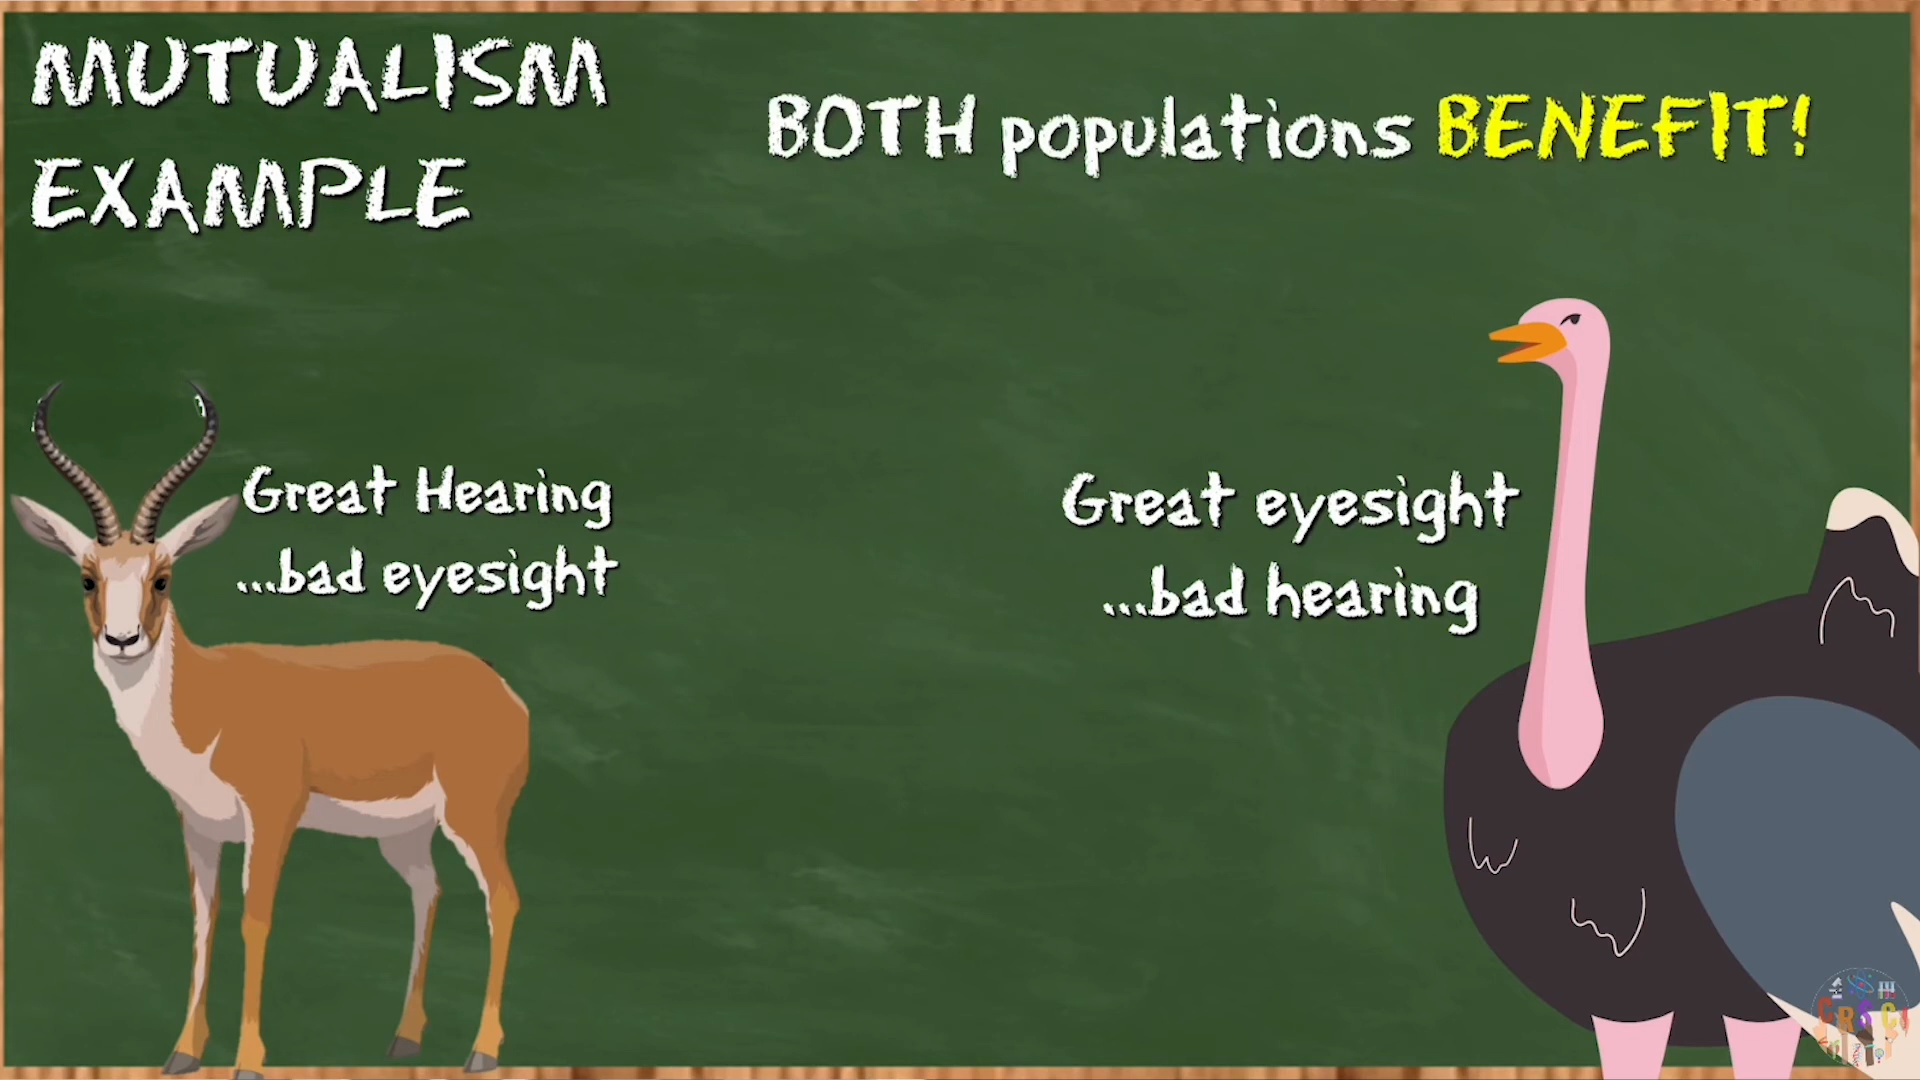 MUTUALISM
EXAMPLE
BOTH populations BENEFIT!
Great Hearing
...bad eyesight
Great eyesight
...bad hearing